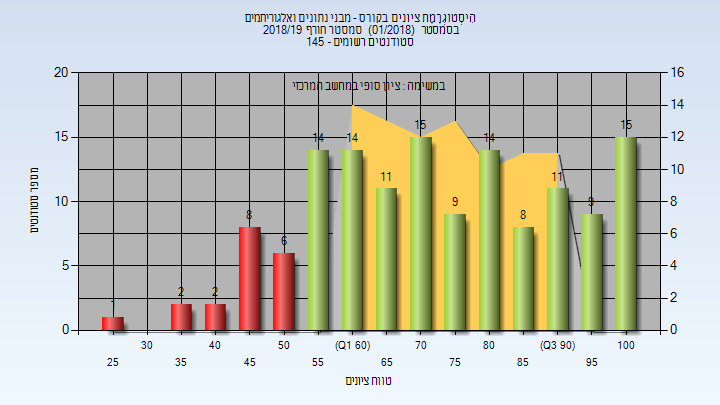 היסטוגרמת ציונים בקורס - מבני נתונים ואלגוריתמים
בסמסטר (01/2018) סמסטר חורף 2018/19
סטודנטים רשומים - 145
במשימה : ציון סופי במחשב המרכזי
מספר סטודנטים
20
15
10
5
0
16
14
12
10
8
6
4
2
0
1 2 2 8 6 14 14 11 15 9 14 8 11 9 15
30 40 50 (Q1 60) 70 80 (Q3 90) 100
25 35 45 55 65 75 85 95
טווח ציונים